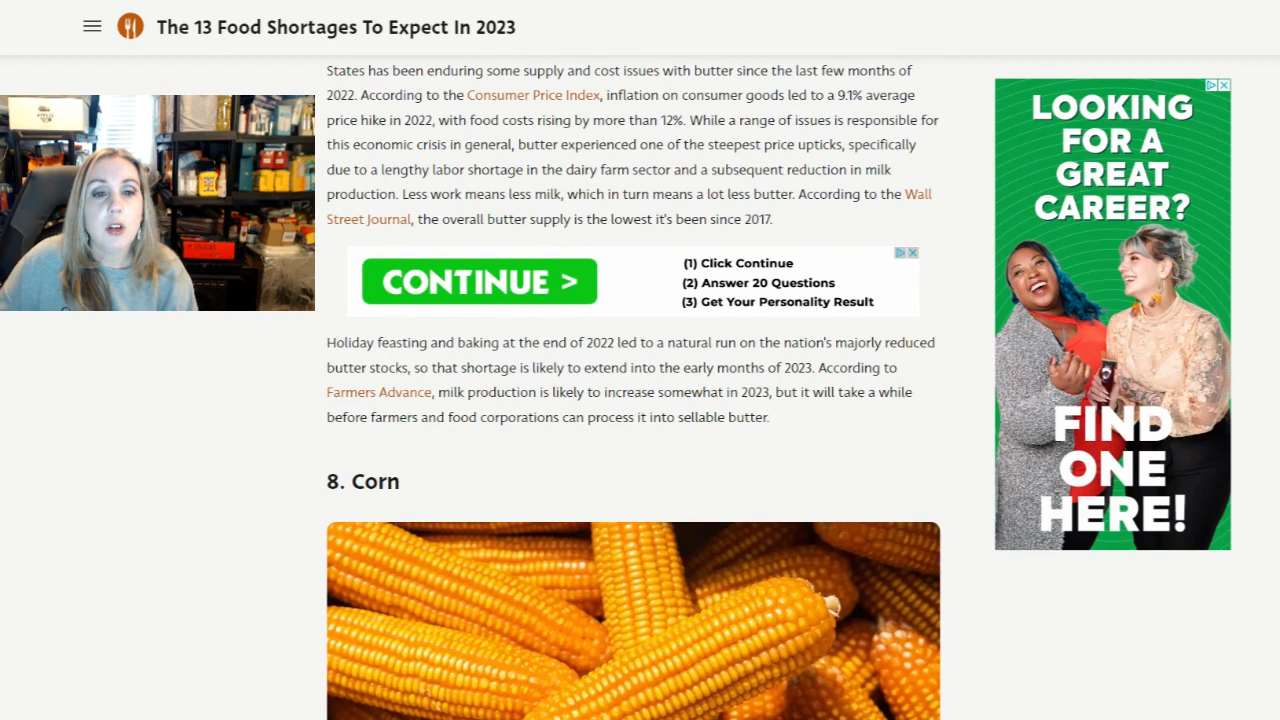 The 13 Food Shortages To Expect In 2023
States has been enduring some supply and cost issues with butter since the last few months of
2022. According to the Consumer Price Index, inflation on consumer goods led to a 9.1% average
price hike in 2022, with food costs rising by more than 12%. While a range of issues is responsible for
this economic crisis in general, butter experienced one of the steepest price upticks, specifically
due to a lengthy labor shortage in the dairy farm sector and a subsequent reduction in milk
production. Less work means less milk, which in turn means a lot less butter. According to the Wall
Street Journal, the overall butter supply is the lowest it's been since 2017.
CONTINUE >
(1) Click Continue
(2) Answer 20 Questions
(3) Get Your Personality Result
Holiday feasting and baking at the end of 2022 led to a natural run on the nation's majorly reduced
butter stocks, so that shortage is likely to extend into the early months of 2023. According to
Farmers Advance, milk production is likely to increase somewhat in 2023, but it will take a while
before farmers and food corporations can process it into sellable butter.
8. Corn
LOOKING
FOR A
GREAT
CAREER?
FIND
ONE
HERE!